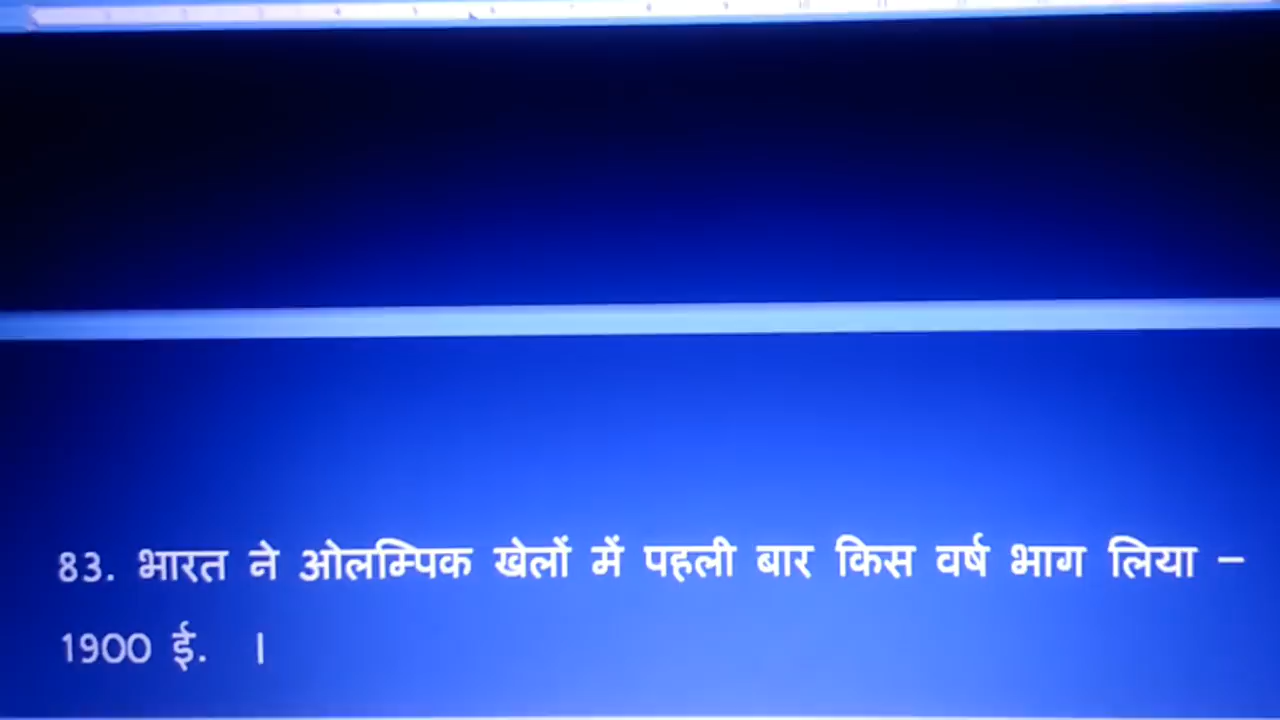 83. भारत ने ओलम्पिक खेलों में पहली बार किस वर्ष भाग लिया –
1900 ई. |